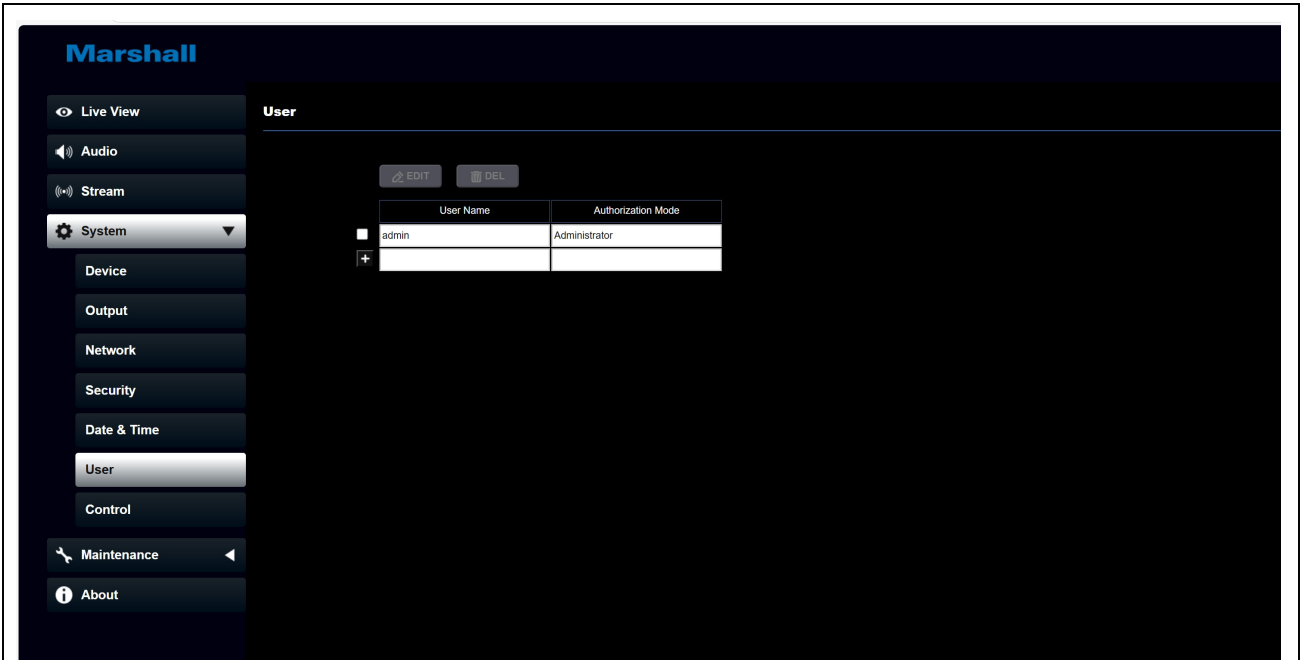 Marshall
Live View
Audio
Stream
System
Device
Output
Network
Security
Date & Time
User
Control
Maintenance
About
User
EDIT DEL
User Name Authorization Mode
admin Administrator